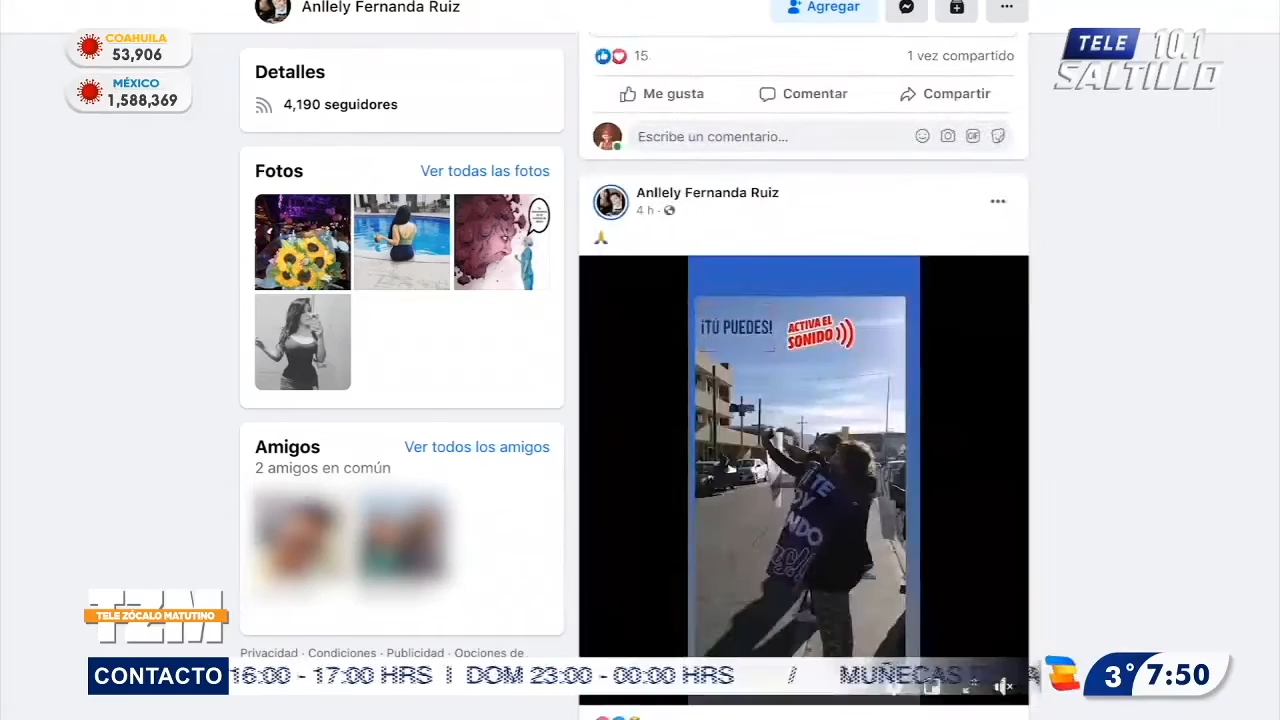 COAHUILA
53,906
MÉXICO
1,588,369
TELE 10.1
SALTILLO
Anllely Fernanda Ruiz
Agregar
Detalles
4,190 seguidores
Fotos
Ver todas las fotos
Amigos
Ver todos los amigos
2 amigos en común
Privacidad · Condiciones · Publicidad · Opciones de
15
1 vez compartido
Me gusta
Comentar
Compartir
Escribe un comentario...
GIF
Anllely Fernanda Ruiz
4 h ·
¡TÚ PUEDES!
ACTIVA EL
SONIDO
TE
TZM
TELE ZÓCALO MATUTINO
CONTACTO
16:00 - 17:00 HRS | DOM 23:00 - 00:00 HRS / MUÑECAS
3° 7:50